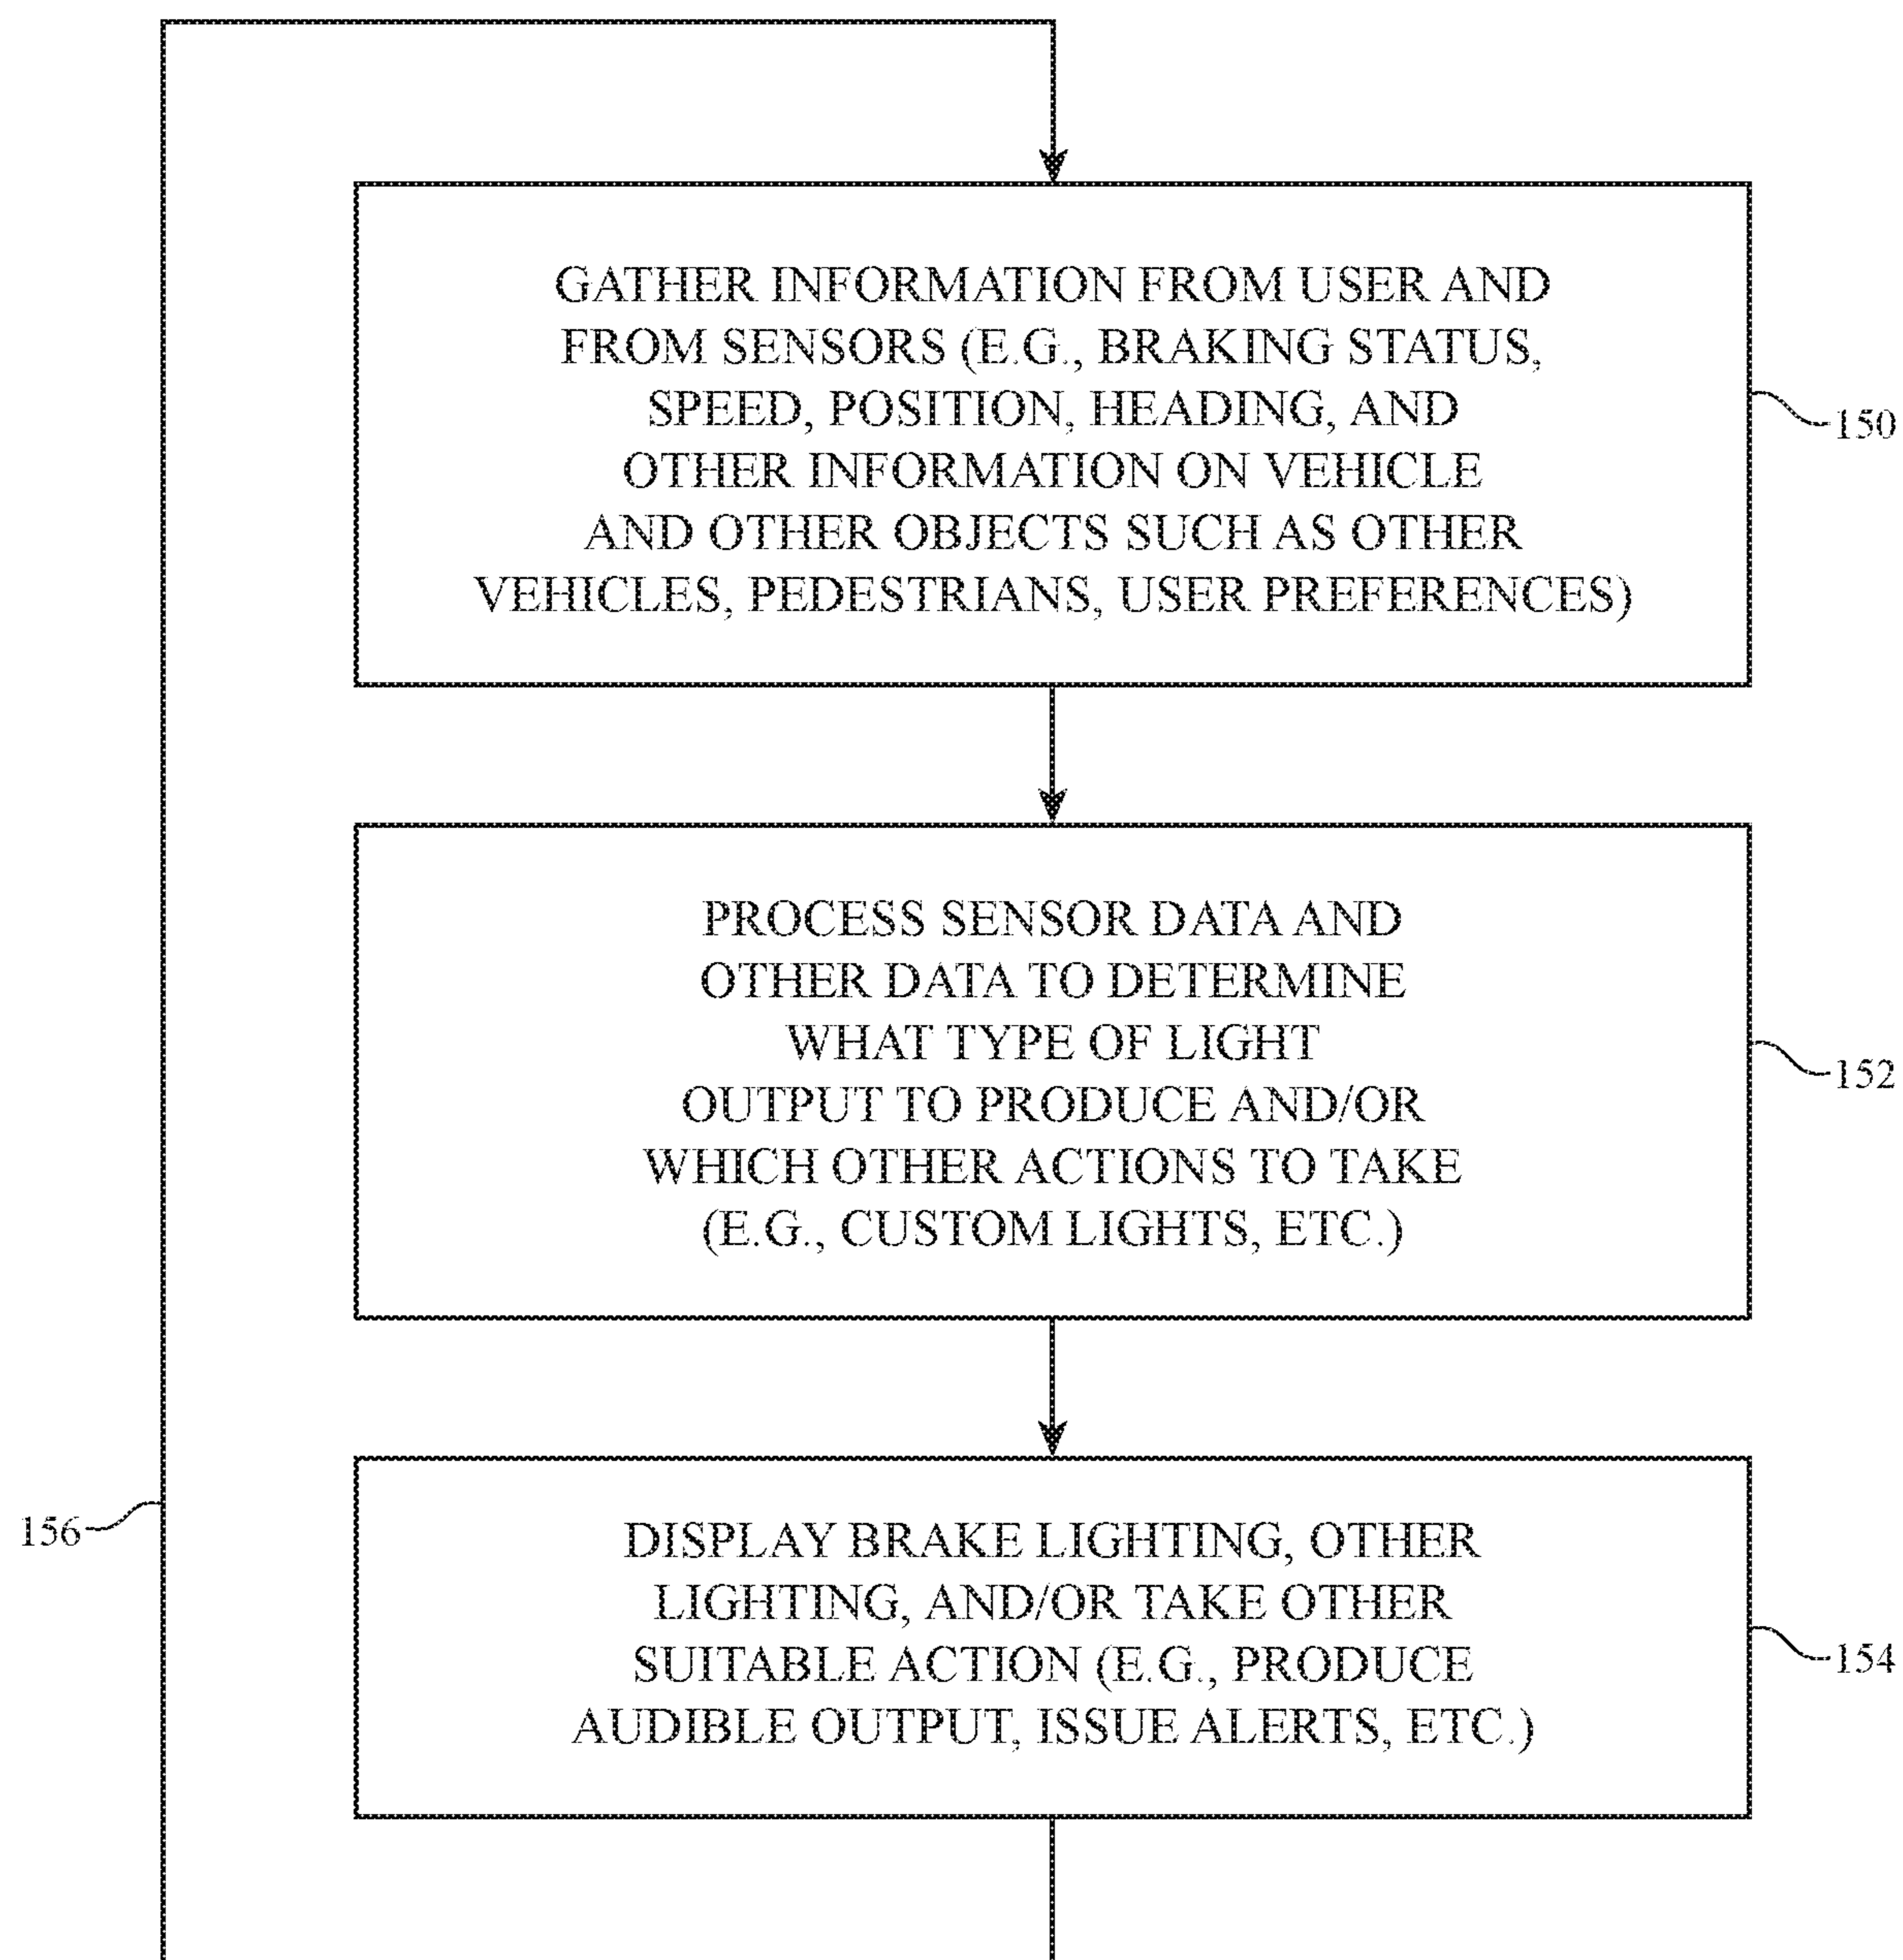 GATHER INFORMATION FROM USER AND
FROM SENSORS (E.G., BRAKING STATUS,
SPEED, POSITION, HEADING, AND
OTHER INFORMATION ON VEHICLE
AND OTHER OBJECTS SUCH AS OTHER
VEHICLES, PEDESTRIANS, USER PREFERENCES)
150
PROCESS SENSOR DATA AND
OTHER DATA TO DETERMINE
WHAT TYPE OF LIGHT
OUTPUT TO PRODUCE AND/OR
WHICH OTHER ACTIONS TO TAKE
(E.G., CUSTOM LIGHTS, ETC.)
152
156
DISPLAY BRAKE LIGHTING, OTHER
LIGHTING, AND/OR TAKE OTHER
SUITABLE ACTION (E.G., PRODUCE
AUDIBLE OUTPUT, ISSUE ALERTS, ETC.)
154